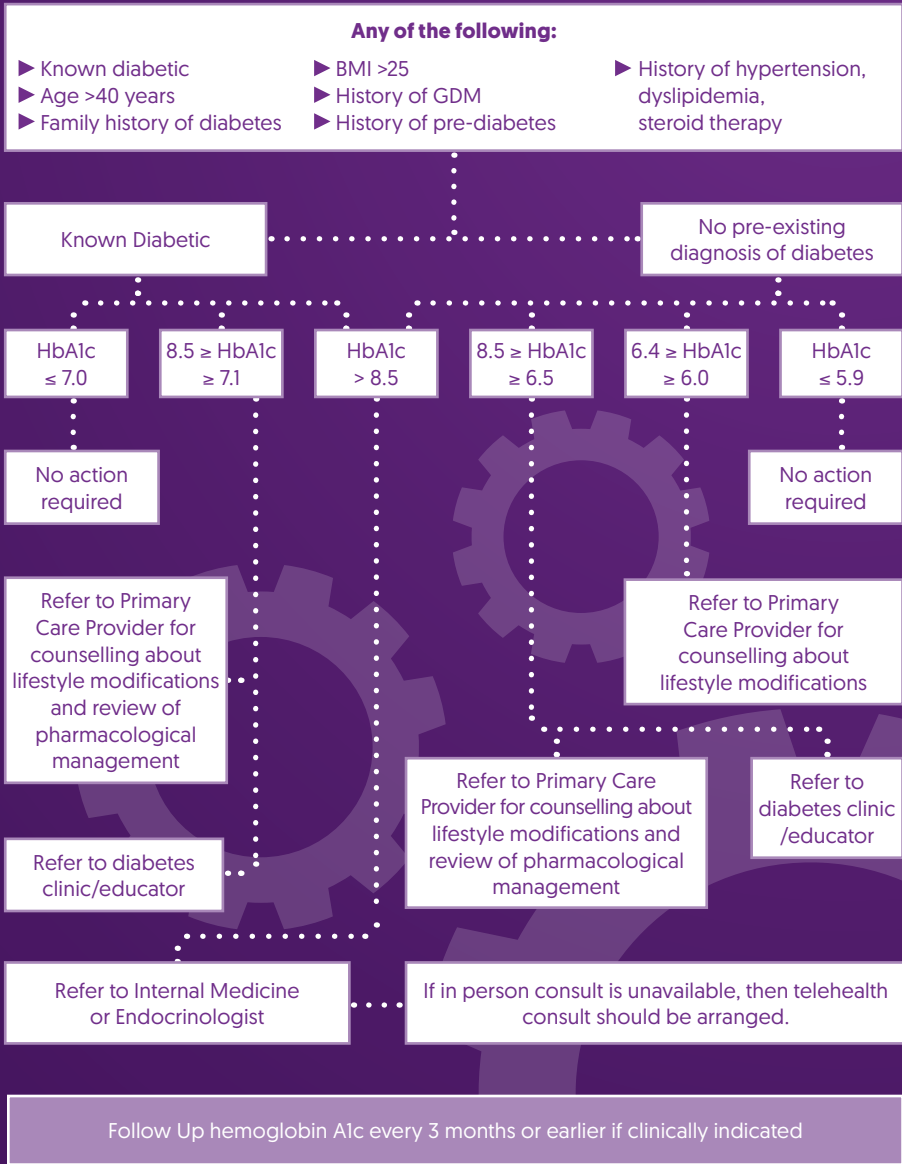 Any of the following:
▶ Known diabetic
▶ Age >40 years
▶ Family history of diabetes
▶ BMI >25
▶ History of GDM
▶ History of pre-diabetes
▶ History of hypertension,
dyslipidemia,
steroid therapy
Known Diabetic
No pre-existing
diagnosis of diabetes
HbA1c
≤ 7.0
8.5 ≥ HbA1c
≥ 7.1
HbA1c
> 8.5
8.5 ≥ HbA1c
≥ 6.5
6.4 ≥ HbA1c
≥ 6.0
HbA1c
≤ 5.9
No action
required
No action
required
Refer to Primary
Care Provider for
counselling about
lifestyle modifications
and review of
pharmacological
management
Refer to Primary
Care Provider for
counselling about
lifestyle modifications
Refer to Primary Care
Provider for counselling about
lifestyle modifications and
review of pharmacological
management
Refer to
diabetes clinic
/educator
Refer to diabetes
clinic/educator
Refer to Internal Medicine
or Endocrinologist
If in person consult is unavailable, then telehealth
consult should be arranged.
Follow Up hemoglobin A1c every 3 months or earlier if clinically indicated